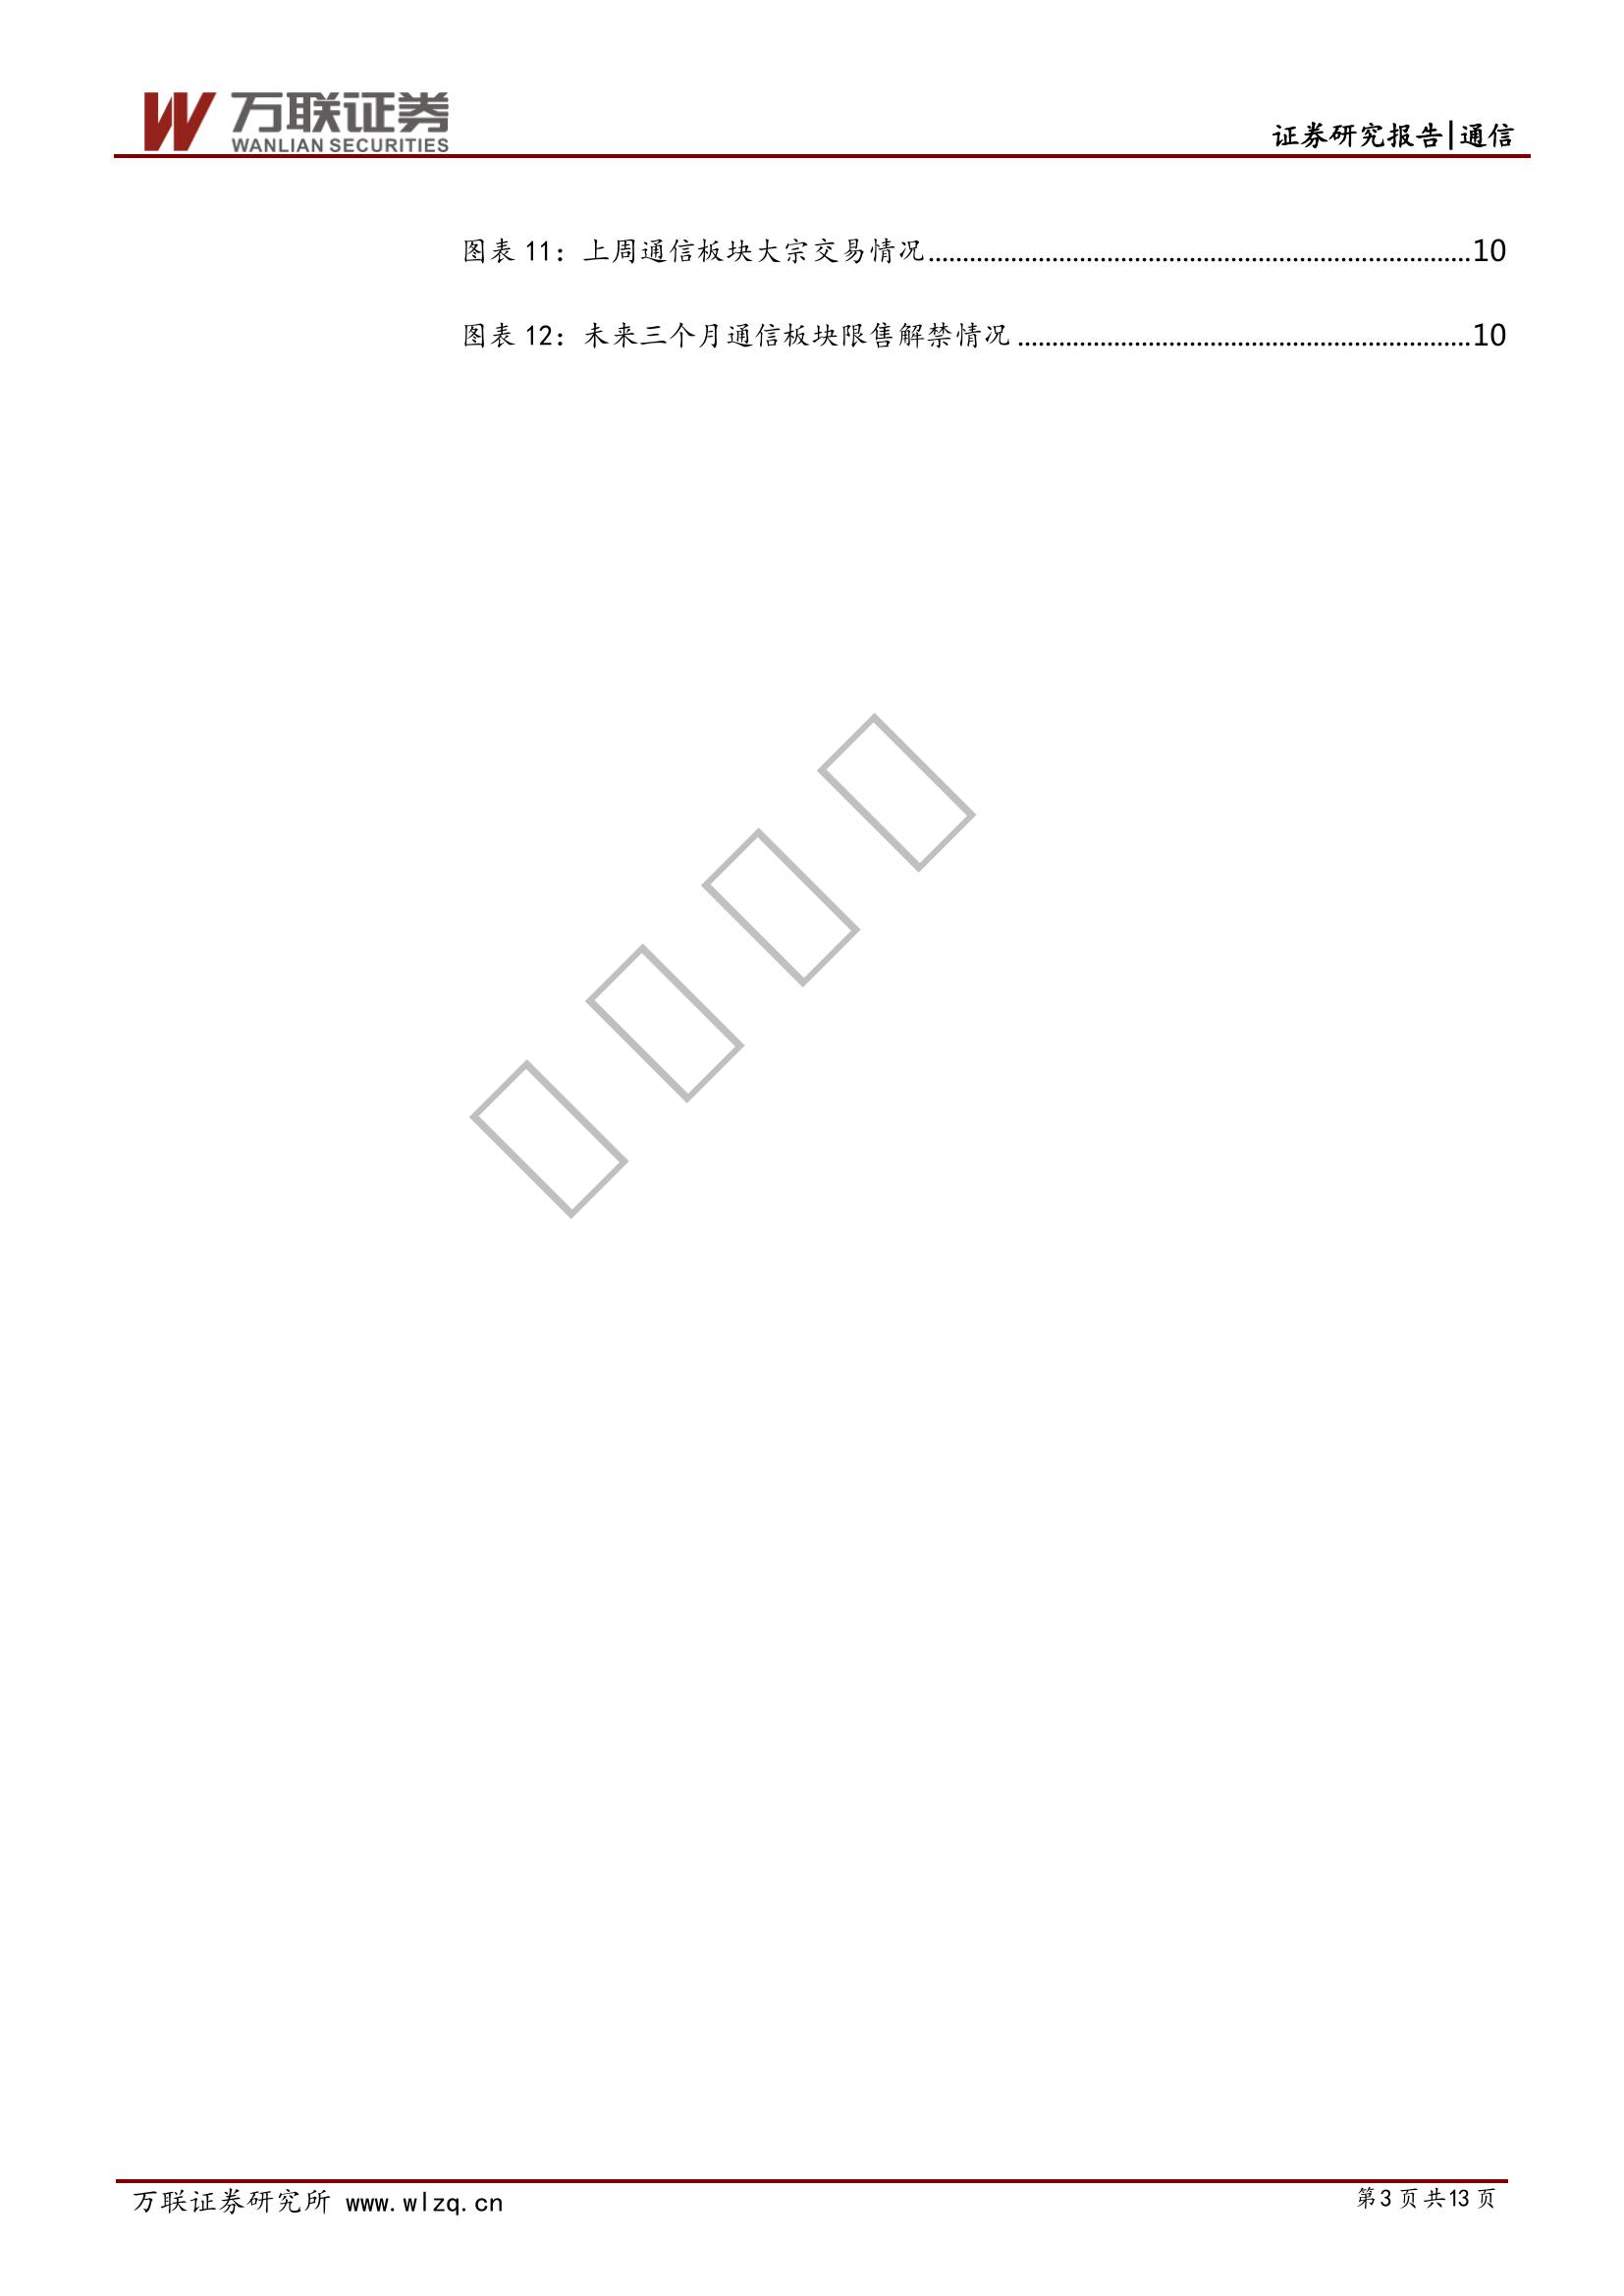 万联证券
WANLIAN SECURITIES
证券研究报告|通信
图表 11：上周通信板块大宗交易情况................................................................................10
图表 12：未来三个月通信板块限售解禁情况...................................................................10
万联证券研究所 www.wlzq.cn
第3页共13页